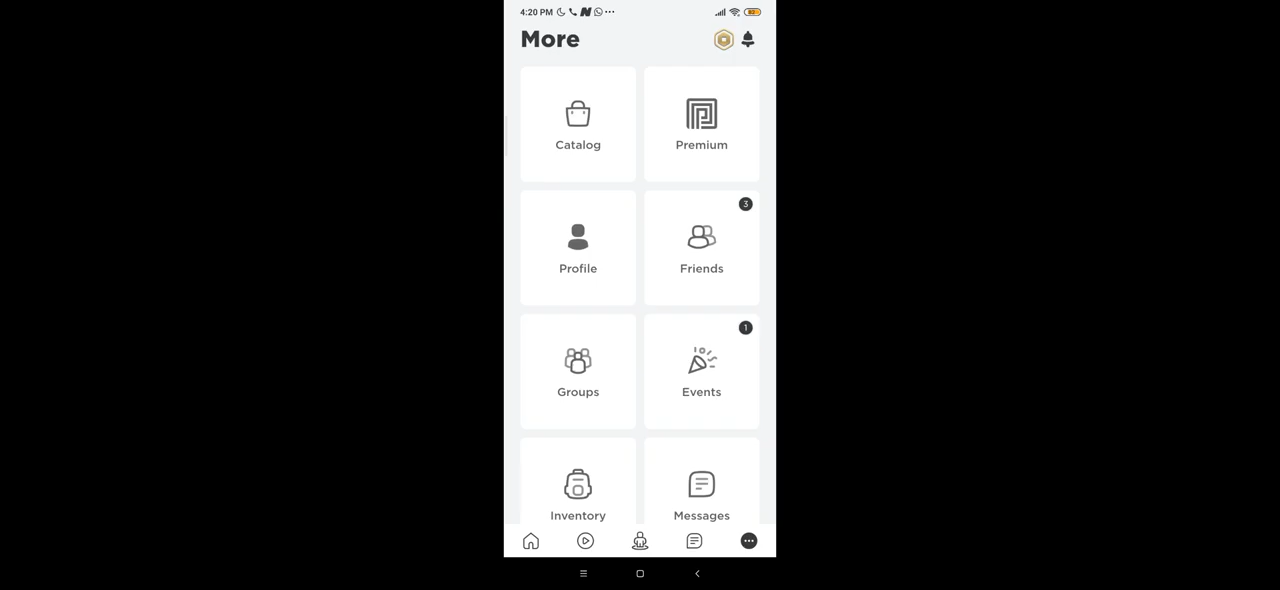 4:20 PM
More
Catalog
Premium
Profile
3
Friends
Groups
1
Events
Inventory
Messages